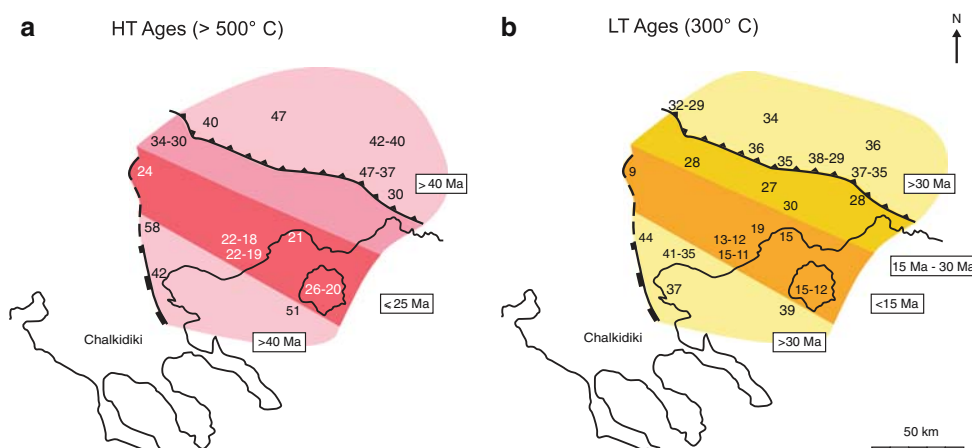 a HT Ages (> 500° C)
47
40
42-40
34-30
47-37
24
30
> 40 Ma
58
22-18
21
22-19
42
26-20
51
⩽ 25 Ma
Chalkidiki
>40 Ma
b LT Ages (300° C)
N
32-29
34
36
36
28
35
38-29
37-35
9
27
28
>30 Ma
30
44
13-12
19
15
41-35
15-11
15 Ma - 30 Ma
37
15-12
39
<15 Ma
Chalkidiki
>30 Ma
50 km